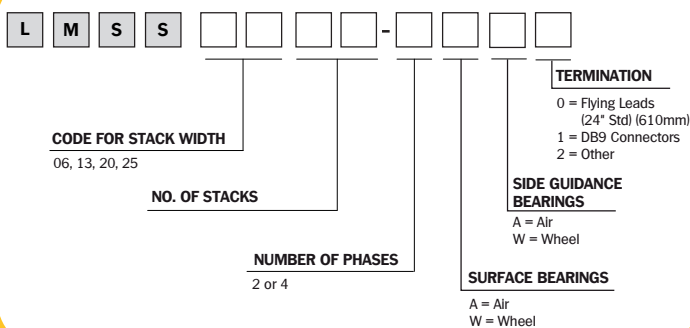 L M S S -
TERMINATION
0 = Flying Leads
(24" Std) (610mm)
1 = DB9 Connectors
2 = Other
CODE FOR STACK WIDTH
06, 13, 20, 25
SIDE GUIDANCE
BEARINGS
A = Air
W = Wheel
NO. OF STACKS
NUMBER OF PHASES
2 or 4
SURFACE BEARINGS
A = Air
W = Wheel